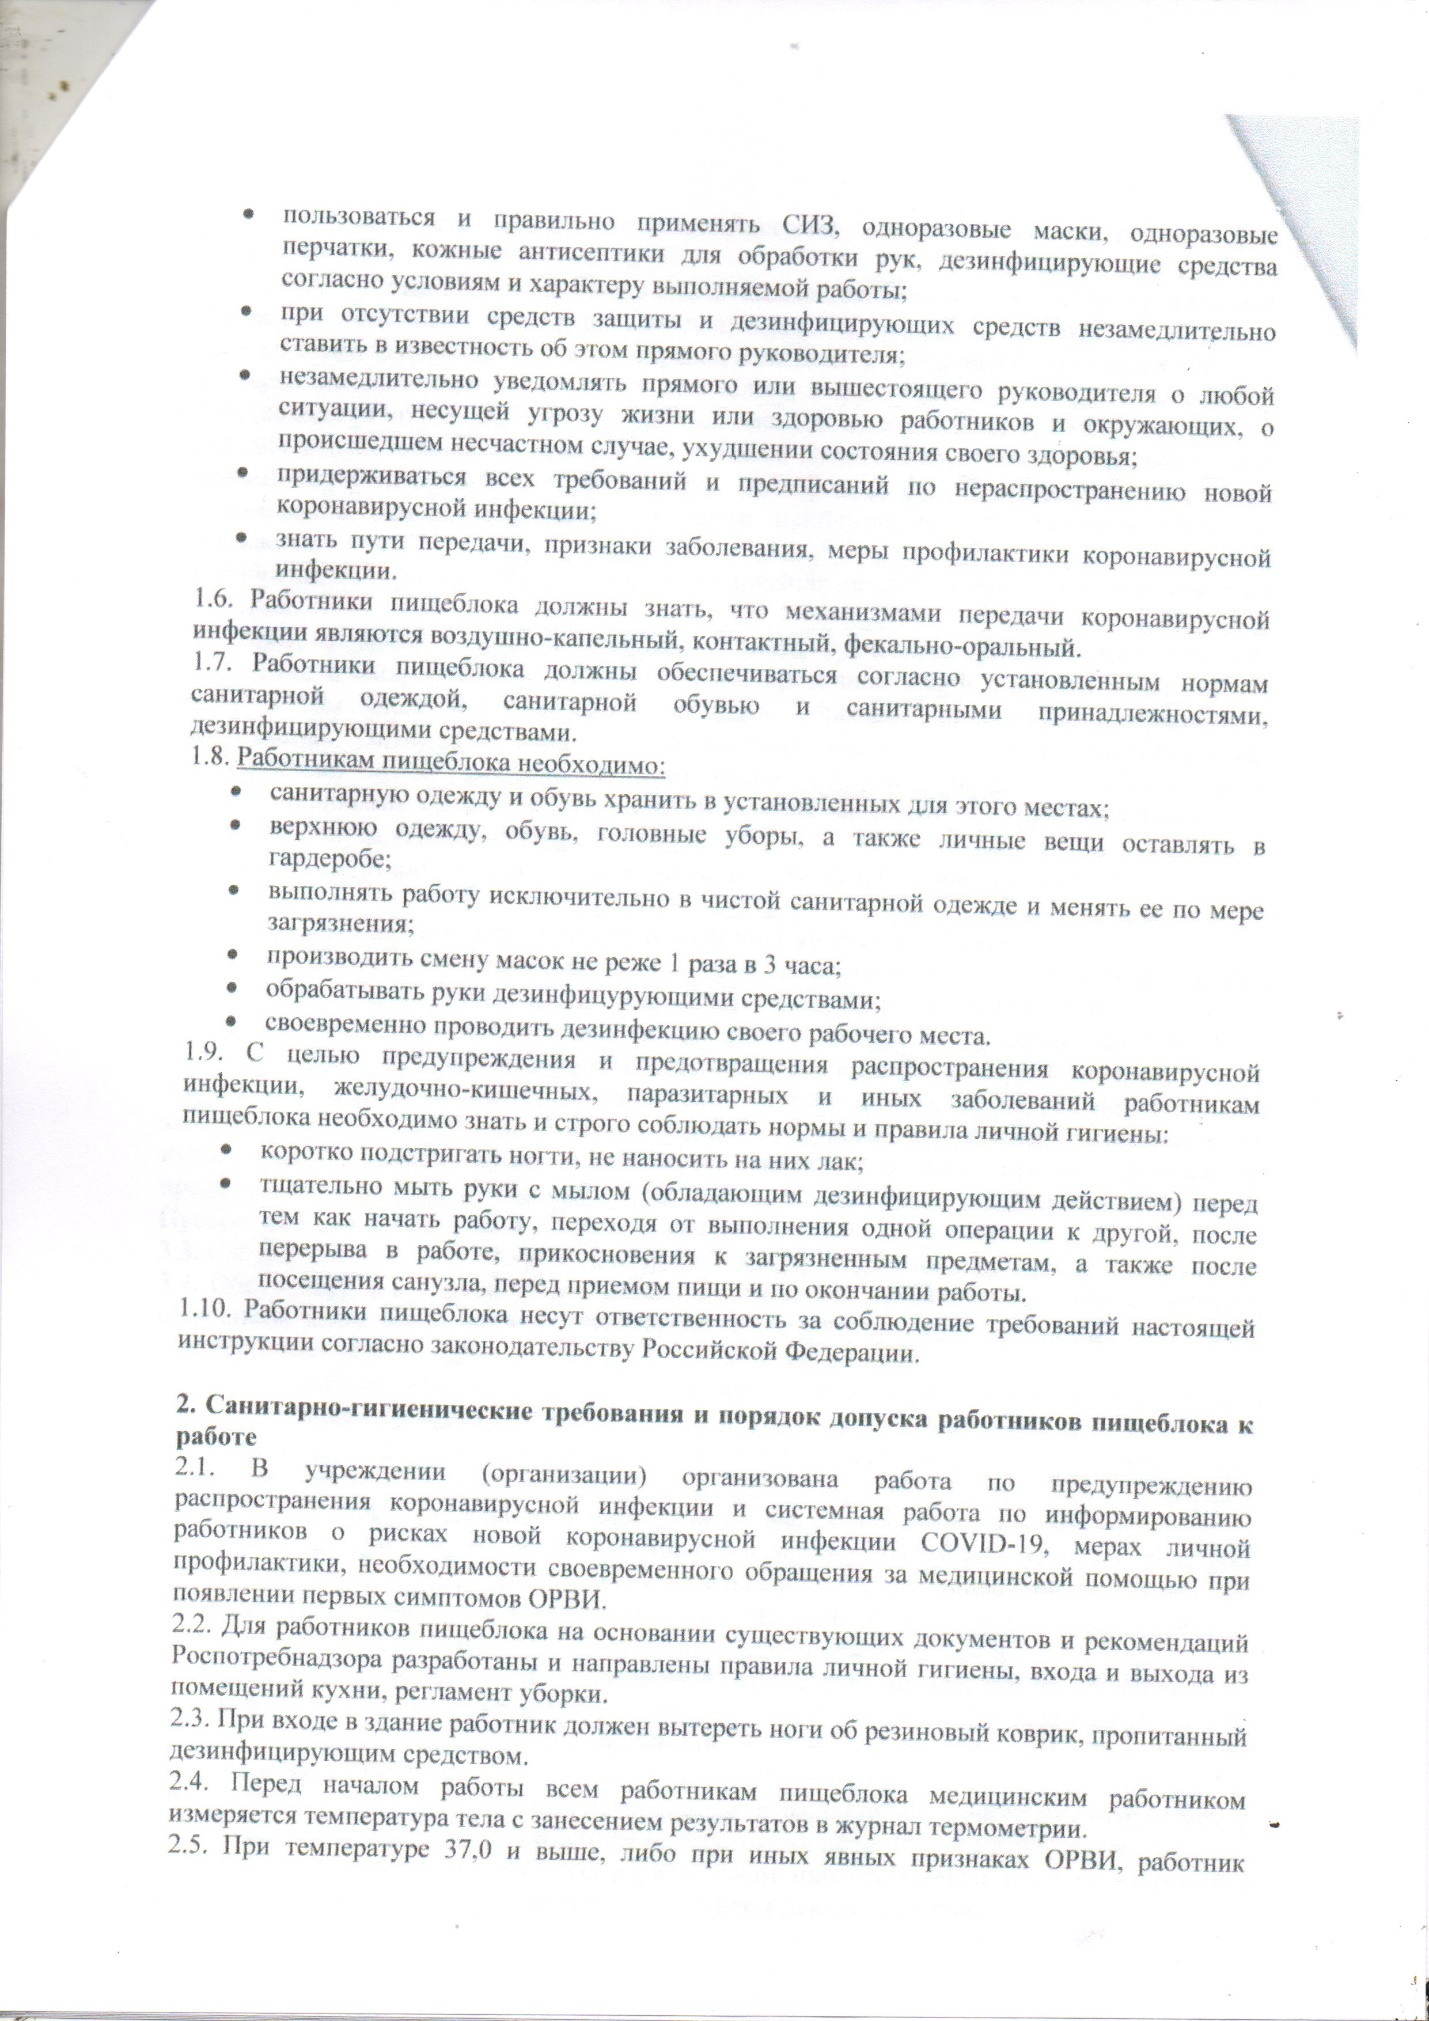 • пользоваться и правильно применять СИЗ, одноразовые маски, одноразовые
перчатки, кожные антисептики для обработки рук, дезинфицирующие средства
согласно условиям и характеру выполняемой работы;
• при отсутствии средств защиты и дезинфицирующих средств незамедлительно
ставить в известность об этом прямого руководителя;
• незамедлительно уведомлять прямого или вышестоящего руководителя о любой
ситуации, несущей угрозу жизни или здоровью работников и окружающих, о
происшедшем несчастном случае, ухудшении состояния своего здоровья;
• придерживаться всех требований и предписаний по нераспространению новой
коронавирусной инфекции;
• знать пути передачи, признаки заболевания, меры профилактики коронавирусной
инфекции.
1.6. Работники пищеблока должны знать, что механизмами передачи коронавирусной
инфекции являются воздушно-капельный, контактный, фекально-оральный.
1.7. Работники пищеблока должны обеспечиваться согласно установленным нормам
санитарной одеждой, санитарной обувью и санитарными принадлежностями,
дезинфицирующими средствами.
1.8. Работникам пищеблока необходимо:
• санитарную одежду и обувь хранить в установленных для этого местах;
• верхнюю одежду, обувь, головные уборы, а также личные вещи оставлять в
гардеробе;
• выполнять работу исключительно в чистой санитарной одежде и менять ее по мере
загрязнения;
• производить смену масок не реже 1 раза в 3 часа;
• обрабатывать руки дезинфицурующими средствами;
• своевременно проводить дезинфекцию своего рабочего места.
1.9. С целью предупреждения и предотвращения распространения коронавирусной
инфекции, желудочно-кишечных, паразитарных и иных заболеваний работникам
пищеблока необходимо знать и строго соблюдать нормы и правила личной гигиены:
• коротко подстригать ногти, не наносить на них лак;
• тщательно мыть руки с мылом (обладающим дезинфицирующим действием) перед
тем как начать работу, переходя от выполнения одной операции к другой, после
перерыва в работе, прикосновения к загрязненным предметам, а также после
посещения санузла, перед приемом пищи и по окончании работы.
1.10. Работники пищеблока несут ответственность за соблюдение требований настоящей
инструкции согласно законодательству Российской Федерации.
2. Санитарно-гигиенические требования и порядок допуска работников пищеблока к
работе
2.1. В учреждении (организации) организована работа по предупреждению
распространения коронавирусной инфекции и системная работа по информированию
работников о рисках новой коронавирусной инфекции COVID-19, мерах личной
профилактики, необходимости своевременного обращения за медицинской помощью при
появлении первых симптомов ОРВИ.
2.2. Для работников пищеблока на основании существующих документов и рекомендаций
Роспотребнадзора разработаны и направлены правила личной гигиены, входа и выхода из
помещений кухни, регламент уборки.
2.3. При входе в здание работник должен вытереть ноги об резиновый коврик, пропитанный
дезинфицирующим средством.
2.4. Перед началом работы всем работникам пищеблока медицинским работником
измеряется температура тела с занесением результатов в журнал термометрии.
2.5. При температуре 37,0 и выше, либо при иных явных признаках ОРВИ, работник